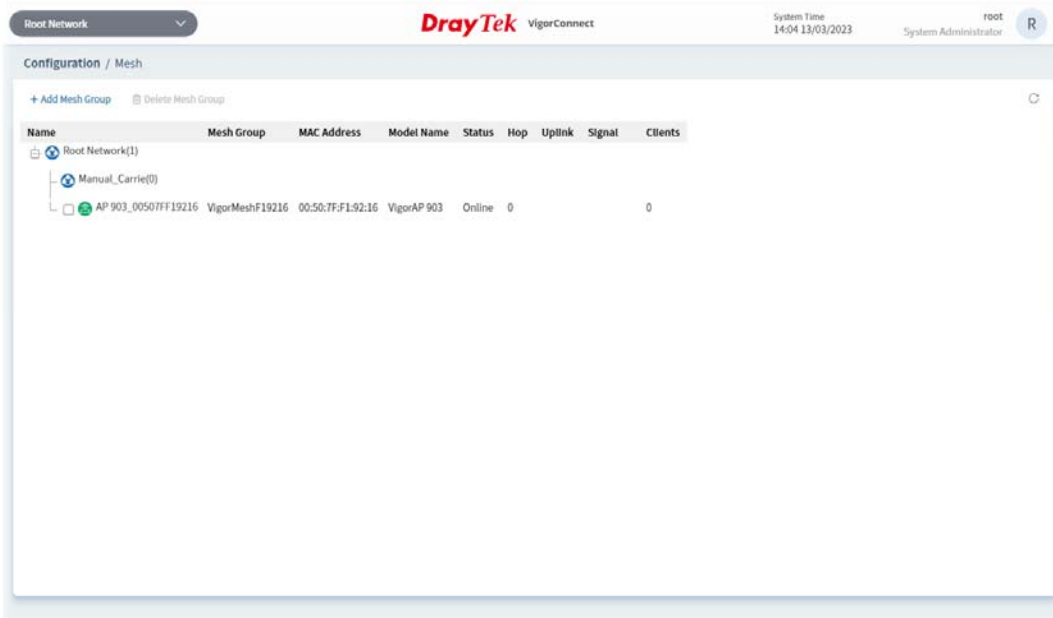 Root Network
DrayTek VigorConnect
System Time
14:04 13/03/2023
root
System Administrator
R
Configuration / Mesh
+ Add Mesh Group Delete Mesh Group
Name Mesh Group MAC Address Model Name Status Hop Uplink Signal Clients
Root Network(1)
Manual_Carrie(0)
AP 903_00507FF19216 VigorMeshF19216 00:50:7F:F1:92:16 VigorAP 903 Online 0 0